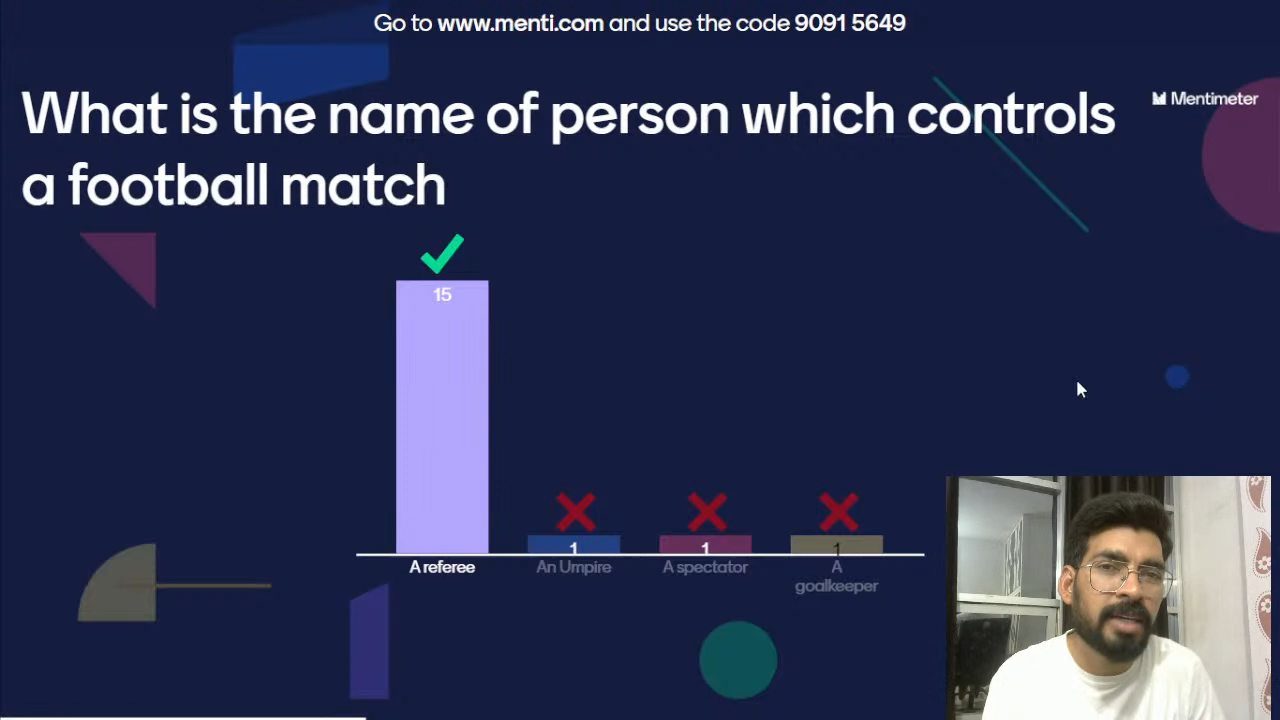 Go to www.menti.com and use the code 9091 5649
What is the name of person which controls
a football match
Mentimeter
15
1
1
1
A referee
An Umpire
A spectator
A
goalkeeper